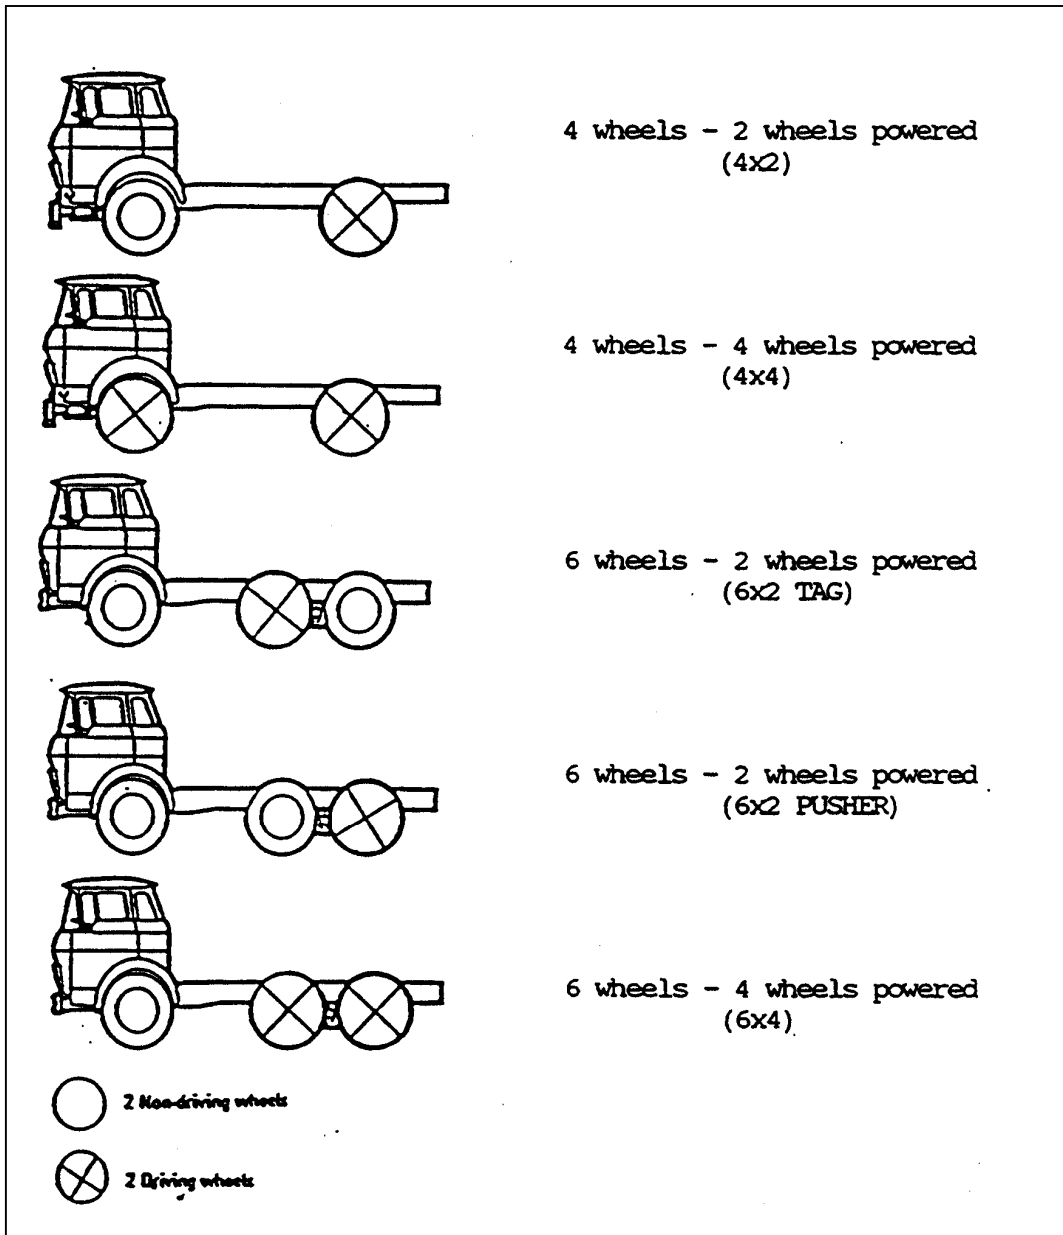 4 wheels - 2 wheels powered
(4x2)
4 wheels - 4 wheels powered
(4x4)
6 wheels - 2 wheels powered
(6x2 TAG)
6 wheels - 2 wheels powered
(6x2 PUSHER)
6 wheels - 4 wheels powered
(6x4)
2 Non-driving wheels
2 Driving wheels